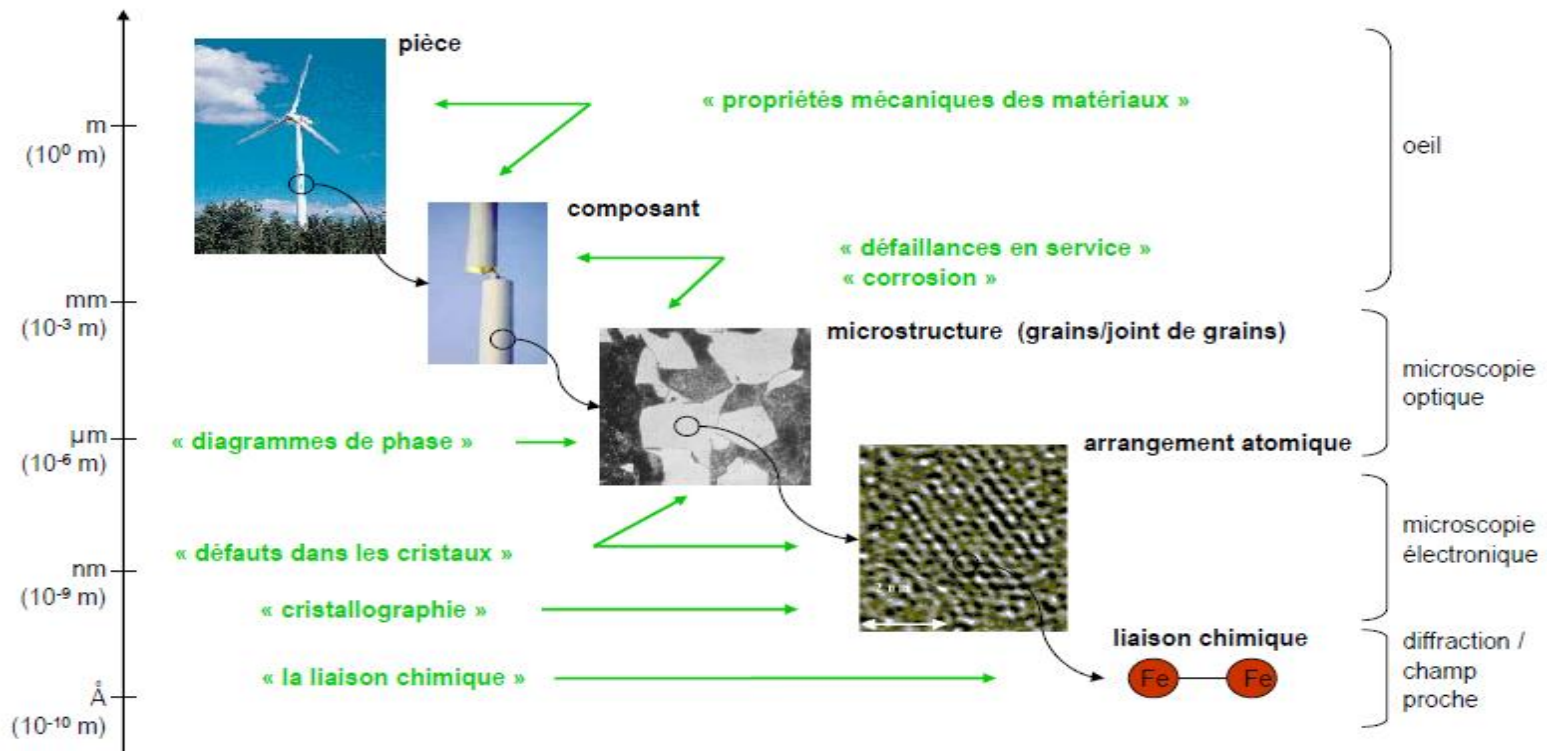 pièce
« propriétés mécaniques des matériaux »
m
(10⁰ m)
oeil
composant
« défaillances en service »
« corrosion »
mm
(10⁻³ m)
microstructure (grains/joint de grains)
microscopie
optique
µm
(10⁻⁶ m)
« diagrammes de phase »
arrangement atomique
« défauts dans les cristaux »
microscopie
électronique
nm
(10⁻⁹ m)
2 nm
« cristallographie »
liaison chimique
diffraction /
champ
proche
« la liaison chimique »
Fe Fe
Å
(10⁻¹⁰ m)